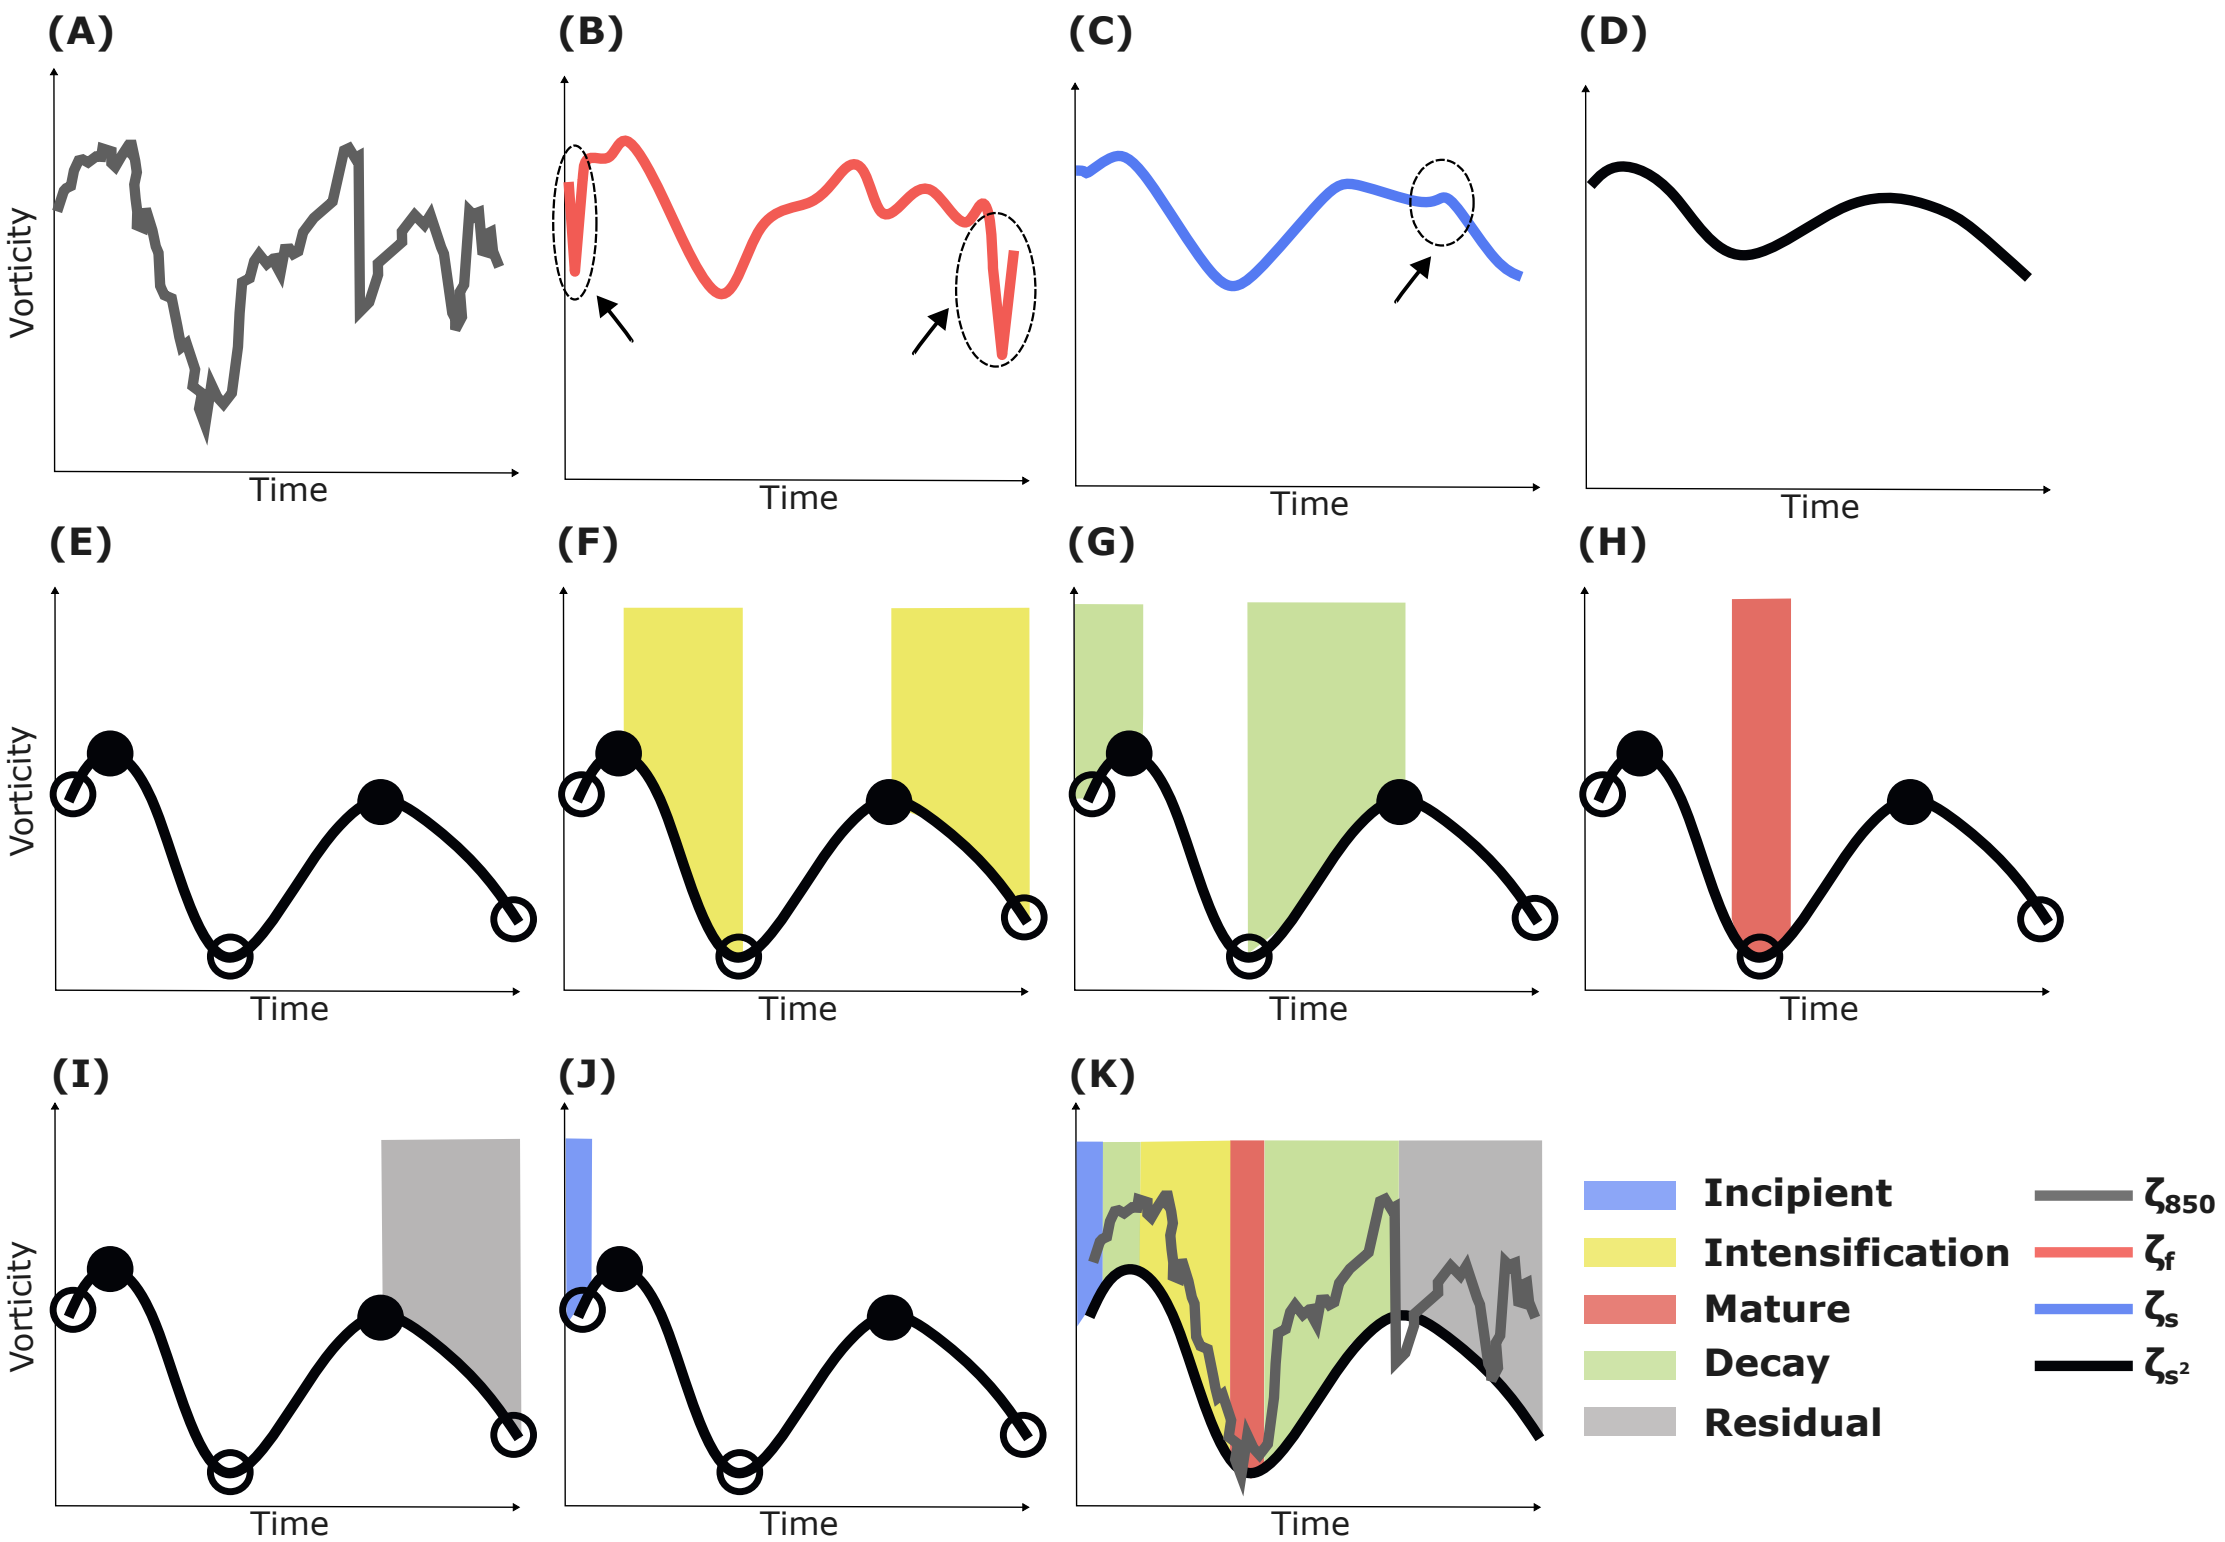 (A) (B) (C) (D)
Vorticity
Time Time Time Time
(E) (F) (G) (H)
Vorticity
Time Time Time Time
(I) (J) (K)
Vorticity
Time Time Time
Incipient
Intensification
Mature
Decay
Residual
ζ850
ζf
ζs
ζs²